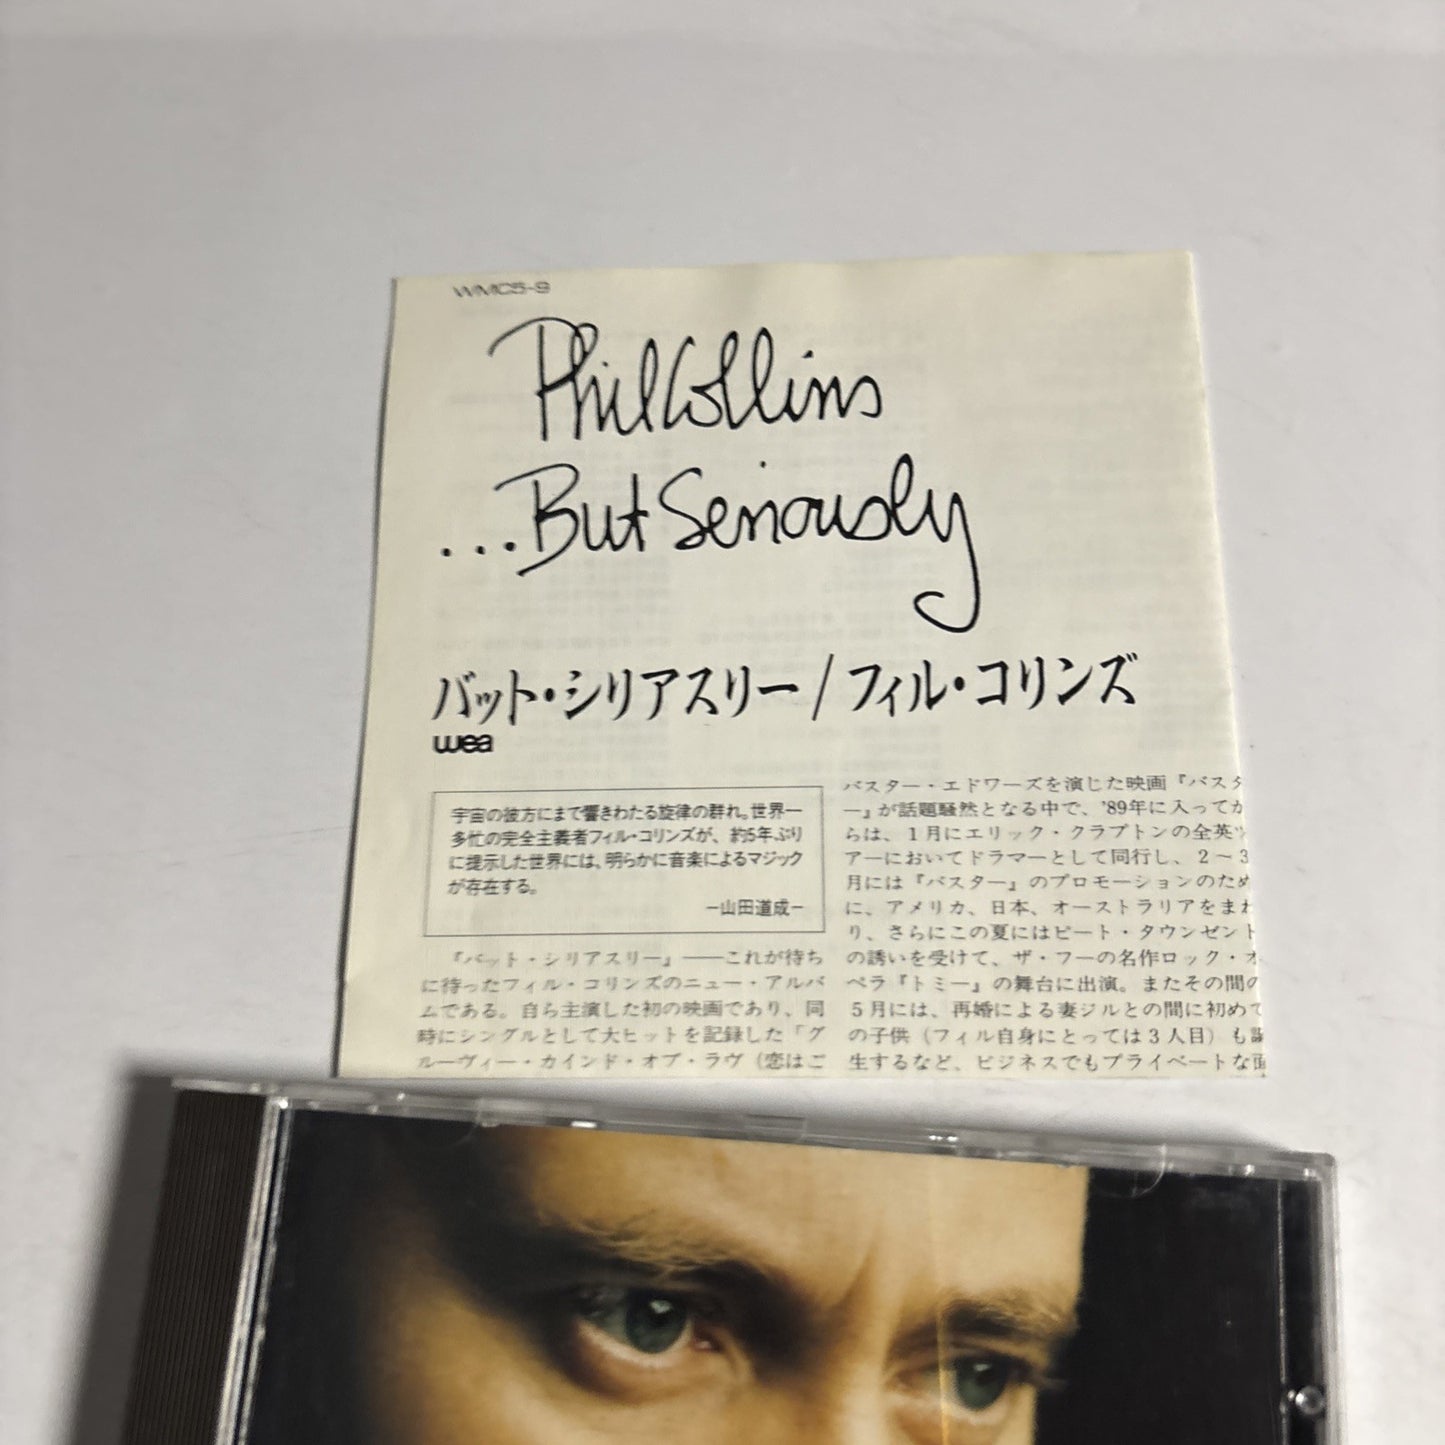 WMC5-9
Phil Collins
...But Seriously
バット・シリアスリー/フィル・コリンズ
wea
宇宙の彼方にまで響きわたる旋律の群れ。世界一
多忙の完全主義者フィル・コリンズが、約5年ぶり
に提示した世界には、明らかに音楽によるマジック
が存在する。
−山田道成−
『バット・シリアスリー』――これが待ち
に待ったフィル・コリンズのニュー・アルバ
ムである。自ら主演した初の映画であり、同
時にシングルとして大ヒットを記録した「グ
ルーヴィー・カインド・オブ・ラヴ（恋はご
バスター・エドワーズを演じた映画『バスタ
ー』が話題騒然となる中で、'89年に入ってか
らは、1月にエリック・クラプトンの全英ツ
アーにおいてドラマーとして同行し、2～3
月には『バスター』のプロモーションのため
に、アメリカ、日本、オーストラリアをまわ
り、さらにこの夏にはピート・タウンゼント
の誘いを受けて、ザ・フーの名作ロック・オ
ペラ『トミー』の舞台に出演。またその間の
5月には、再婚による妻ジルとの間に初めて
の子供（フィル自身にとっては3人目）も誕
生するなど、ビジネスでもプライベートな面